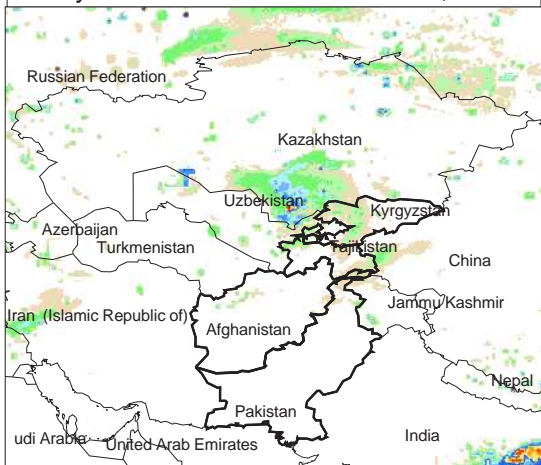 Russian Federation
Kazakhstan
Uzbekistan
Kyrgyzstan
Azerbaijan
Turkmenistan
Tajikistan
China
Jammu/Kashmir
Iran (Islamic Republic of)
Afghanistan
Nepal
Pakistan
udi Arabia
United Arab Emirates
India